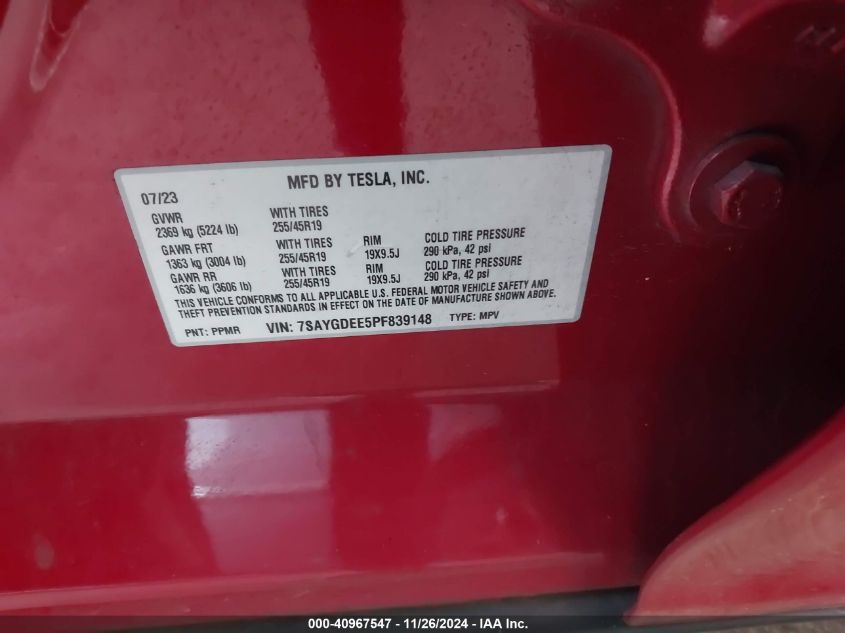 MFD BY TESLA, INC.
07/23
GVWR WITH TIRES
2369 kg (5224 lb) 255/45R19
GAWR FRT WITH TIRES RIM COLD TIRE PRESSURE
1363 kg (3004 lb) 255/45R19 19X9.5J 290 kPa, 42 psi
GAWR RR WITH TIRES RIM COLD TIRE PRESSURE
1636 kg (3606 lb) 255/45R19 19X9.5J 290 kPa, 42 psi
THIS VEHICLE CONFORMS TO ALL APPLICABLE U.S. FEDERAL MOTOR VEHICLE SAFETY AND
THEFT PREVENTION STANDARDS IN EFFECT ON THE DATE OF MANUFACTURE SHOWN ABOVE.
PNT: PPMR VIN: 7SAYGDEE5PF839148 TYPE: MPV
000-40967547 - 11/26/2024 - IAA Inc.